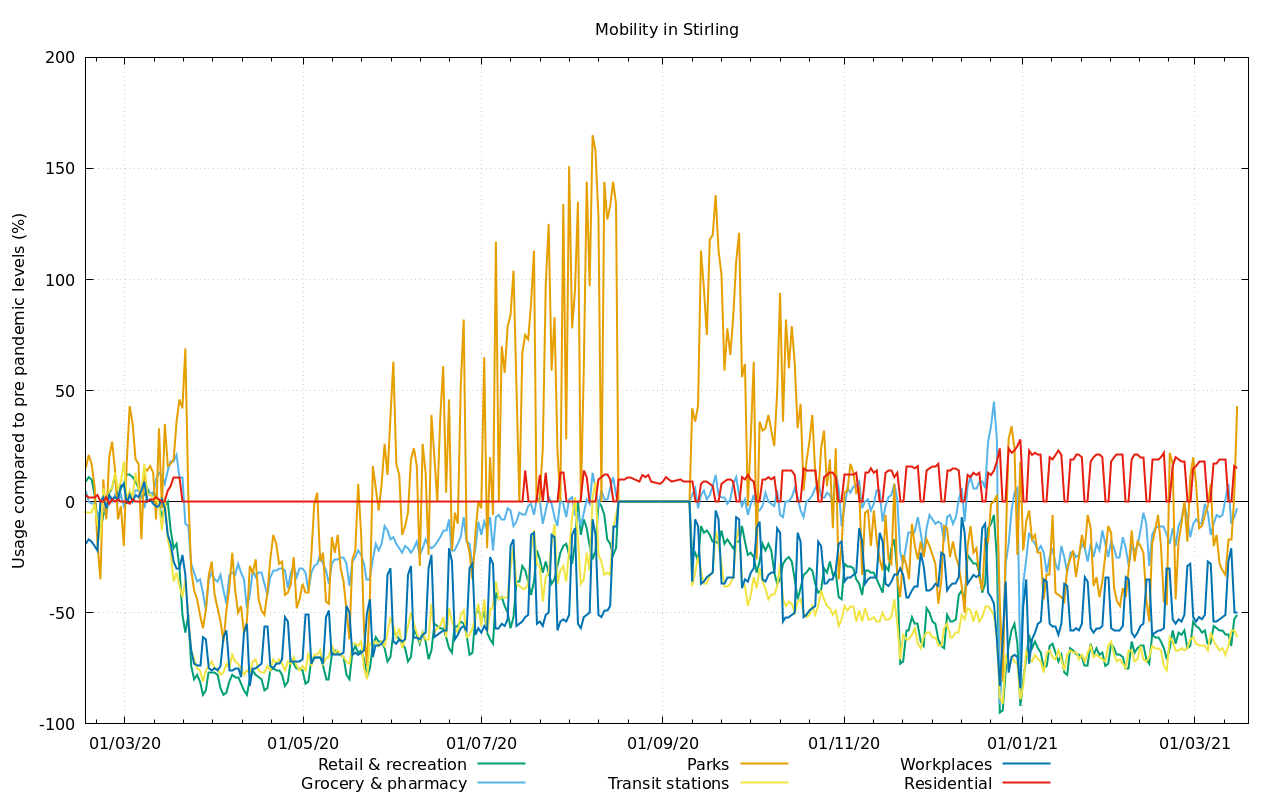 Mobility in Stirling
Usage compared to pre pandemic levels (%)
200
150
100
50
0
-50
-100
01/03/20 01/05/20 01/07/20 01/09/20 01/11/20 01/01/21 01/03/21
Retail & recreation Parks Workplaces
Grocery & pharmacy Transit stations Residential